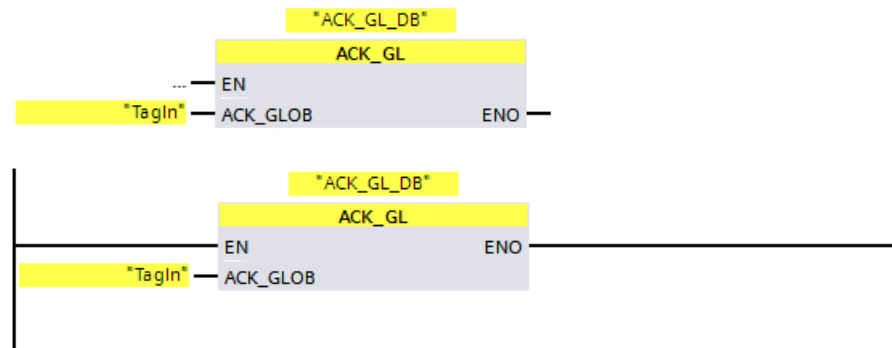 "ACK_GL_DB"
ACK_GL
... EN
"TagIn" ACK_GLOB ENO
"ACK_GL_DB"
ACK_GL
EN ENO
"TagIn" ACK_GLOB